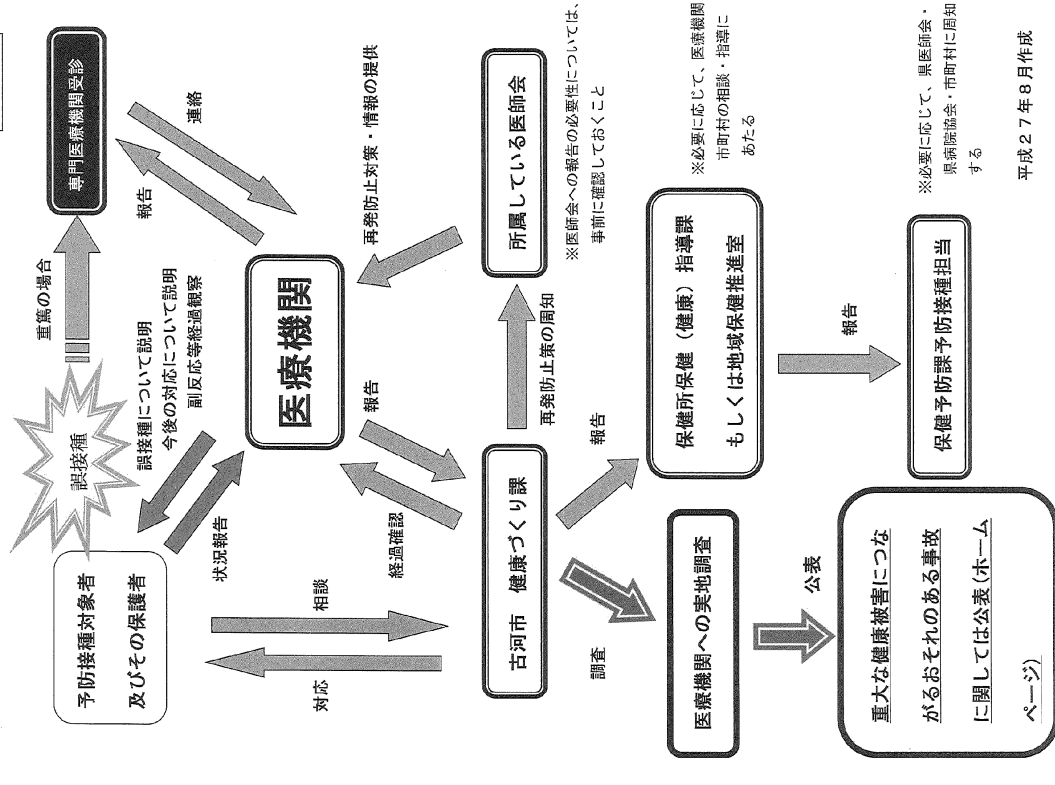 誤接種
重篤の場合
専門医療機関受診
予防接種対象者
及びその保護者
誤接種について説明
今後の対応について説明
副反応等経過観察
状況報告
報告
連絡
医療機関
相談
対応
経過確認
報告
再発防止対策・情報の提供
古河市　健康づくり課
再発防止策の周知
所属している医師会
※医師会への報告の必要性については、
事前に確認しておくこと
調査
報告
医療機関への実地調査
保健所保健（健康）指導課
もしくは地域保健推進室
※必要に応じて、医療機関
市町村の相談・指導に
あたる
公表
報告
重大な健康被害につな
がるおそれのある事故
に関しては公表（ホーム
ページ）
保健予防課予防接種担当
※必要に応じて、県医師会・
県病院協会・市町村に周知
する
平成２７年８月作成